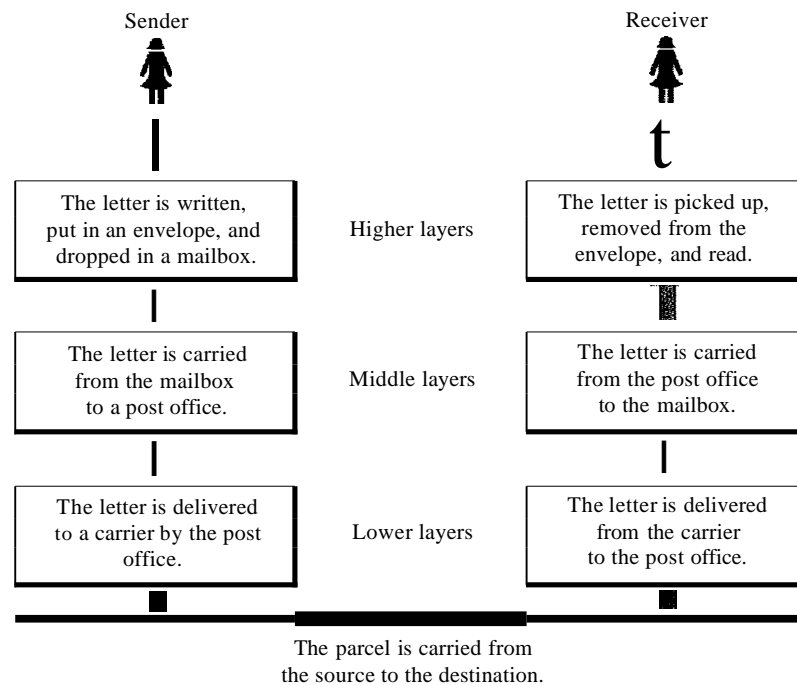 Sender
Receiver
t
The letter is written,
put in an envelope, and
dropped in a mailbox.
Higher layers
The letter is picked up,
removed from the
envelope, and read.
The letter is carried
from the mailbox
to a post office.
Middle layers
The letter is carried
from the post office
to the mailbox.
The letter is delivered
to a carrier by the post
office.
Lower layers
The letter is delivered
from the carrier
to the post office.
The parcel is carried from
the source to the destination.